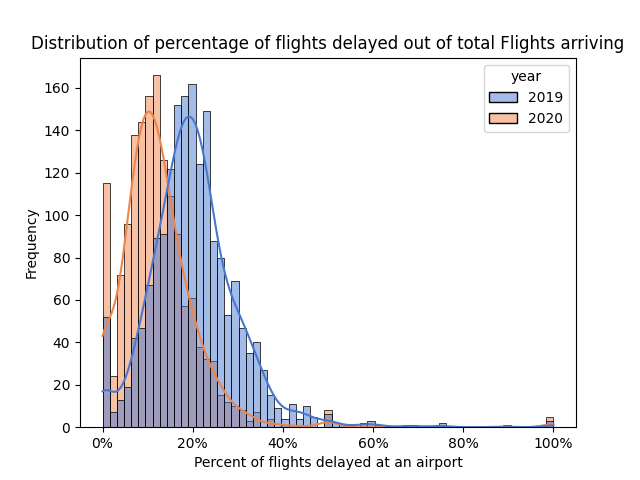 Distribution of percentage of flights delayed out of total Flights arriving
year
2019
2020
160
140
120
100
80
60
40
20
0
Frequency
0% 20% 40% 60% 80% 100%
Percent of flights delayed at an airport